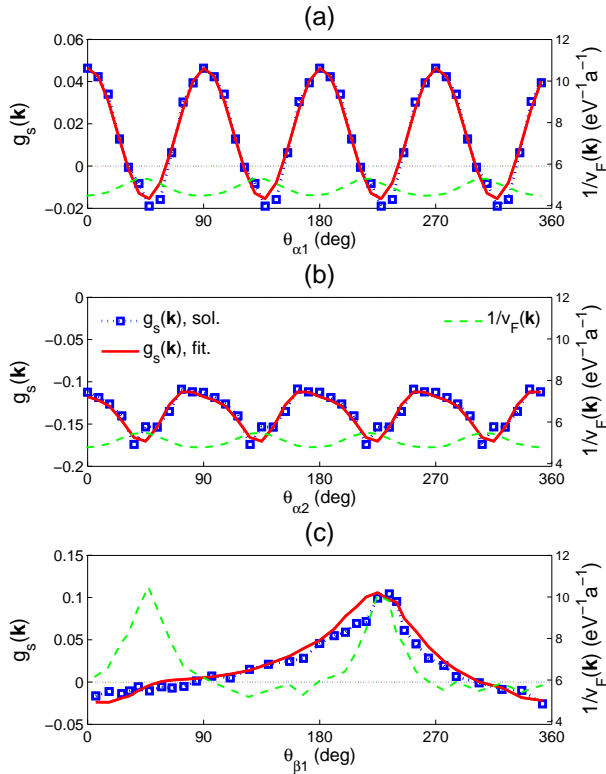 (a)
0.06
0.04
0.02
0
−0.02
g_s(k)
12
10
8
6
4
1/v_F(k) (eV⁻¹a⁻¹)
0 90 180 270 360
θ_α1 (deg)
(b)
0
−0.05
−0.1
−0.15
−0.2
g_s(k)
g_s(k), sol.
g_s(k), fit.
1/v_F(k)
12
10
8
6
4
1/v_F(k) (eV⁻¹a⁻¹)
0 90 180 270 360
θ_α2 (deg)
(c)
0.15
0.1
0.05
0
−0.05
g_s(k)
12
10
8
6
4
1/v_F(k) (eV⁻¹a⁻¹)
0 90 180 270 360
θ_β1 (deg)